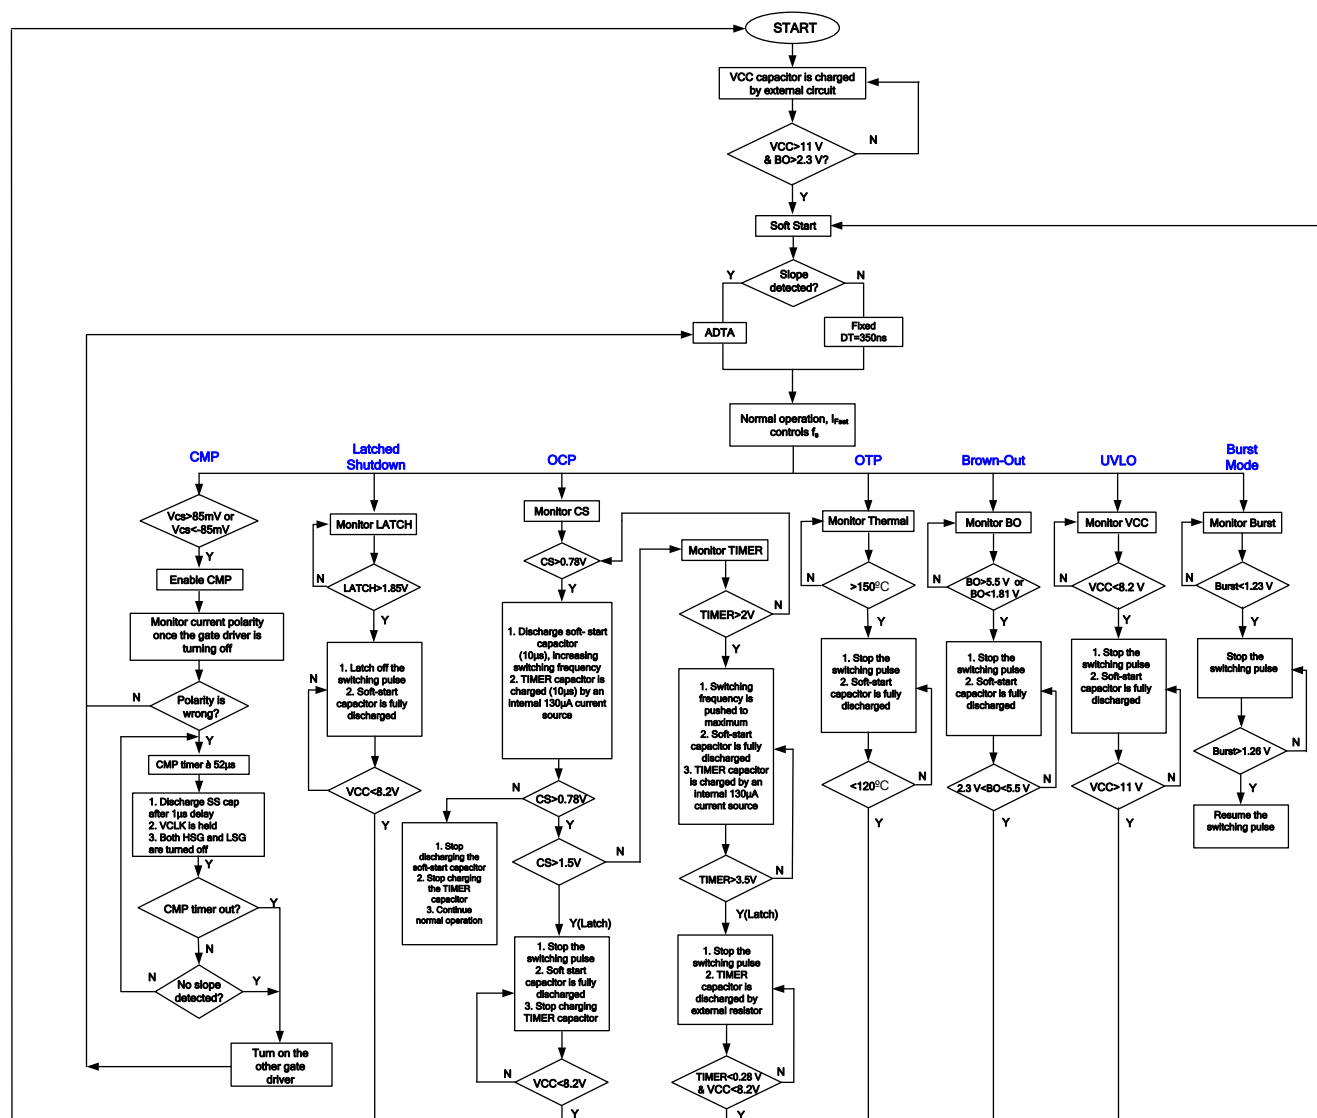 START
VCC capacitor is charged
by external circuit
VCC>11 V
& BO>2.3 V?
N
Y
Soft Start
Slope
detected?
Y
N
ADTA
Fixed
DT=350ns
Normal operation, IFset
controls fs
CMP
Vcs>85mV or
Vcs<-85mV
Y
Enable CMP
Monitor current polarity
once the gate driver is
turning off
Polarity is
wrong?
N
Y
CMP timer à 52µs
1. Discharge SS cap
after 1µs delay
2. VCLK is held
3. Both HSG and LSG
are turned off
Y
CMP timer out?
Y
N
No slope
detected?
N
Y
Turn on the
other gate
driver
Latched
Shutdown
Monitor LATCH
LATCH>1.85V
N
Y
1. Latch off the
switching pulse
2. Soft-start
capacitor is fully
discharged
VCC<8.2V
N
Y
OCP
Monitor CS
CS>0.78V
Y
1. Discharge soft- start
capacitor
(10µs), increasing
switching frequency
2. TIMER capacitor is
charged (10µs) by an
internal 130µA current
source
CS>0.78V
N
Y
1. Stop
discharging the
soft-start capacitor
2. Stop charging
the TIMER
capacitor
3. Continue
normal operation
CS>1.5V
N
Y(Latch)
1. Stop the
switching pulse
2. Soft start
capacitor is fully
discharged
3. Stop charging
TIMER capacitor
VCC<8.2V
N
Y
Monitor TIMER
TIMER>2V
N
Y
1. Switching
frequency is
pushed to
maximum
2. Soft-start
capacitor is fully
discharged
3. TIMER capacitor
is charged by an
internal 130µA
current source
TIMER>3.5V
N
Y(Latch)
1. Stop the
switching pulse
2. TIMER
capacitor is
discharged by
external resistor
TIMER<0.28 V
& VCC<8.2V
N
Y
OTP
Monitor Thermal
>150°C
N
Y
1. Stop the
switching pulse
2. Soft-start
capacitor is fully
discharged
<120°C
N
Y
Brown-Out
Monitor BO
BO>5.5 V or
BO<1.81 V
N
Y
1. Stop the
switching pulse
2. Soft-start
capacitor is fully
discharged
2.3 V<BO<5.5 V
N
Y
UVLO
Monitor VCC
VCC<8.2 V
N
Y
1. Stop the
switching pulse
2. Soft-start
capacitor is fully
discharged
VCC>11 V
N
Y
Burst
Mode
Monitor Burst
Burst<1.23 V
N
Y
Stop the
switching pulse
Burst>1.26 V
N
Y
Resume the
switching pulse